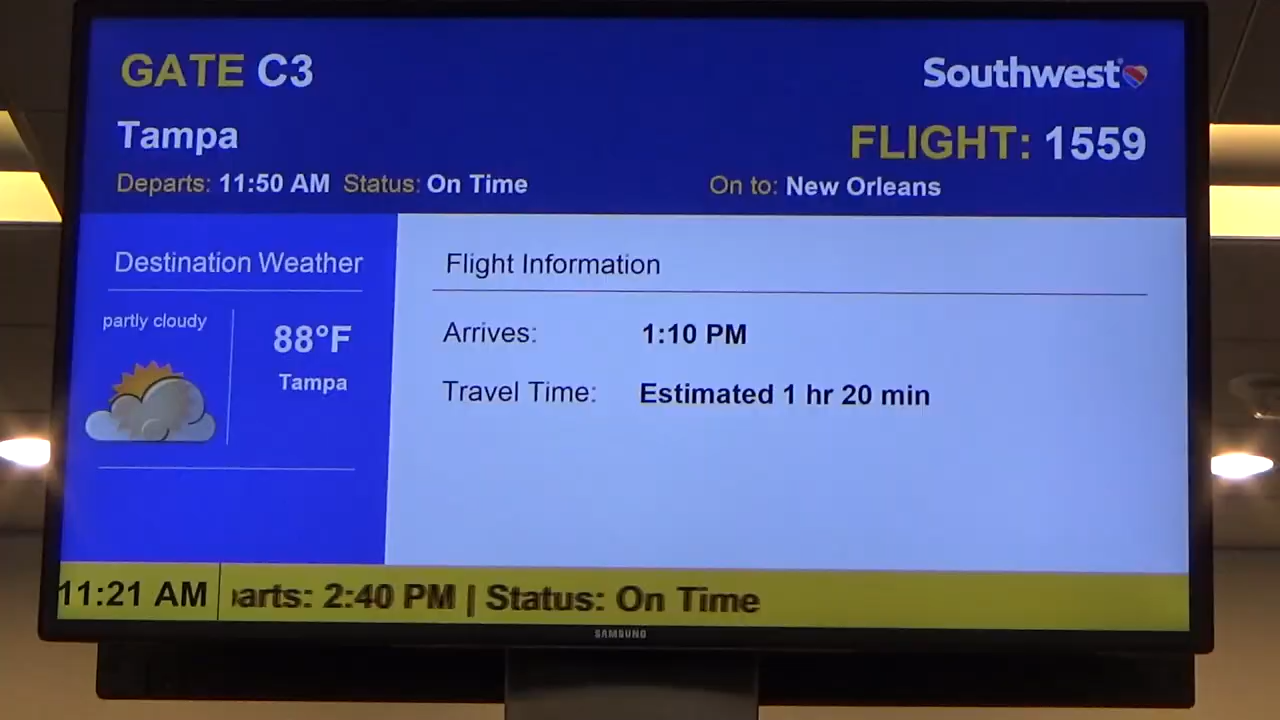 GATE C3
Southwest
Tampa
FLIGHT: 1559
Departs: 11:50 AM Status: On Time
On to: New Orleans
Destination Weather
partly cloudy
88°F
Tampa
Flight Information
Arrives: 1:10 PM
Travel Time: Estimated 1 hr 20 min
11:21 AM
arts: 2:40 PM | Status: On Time
SAMSUNG